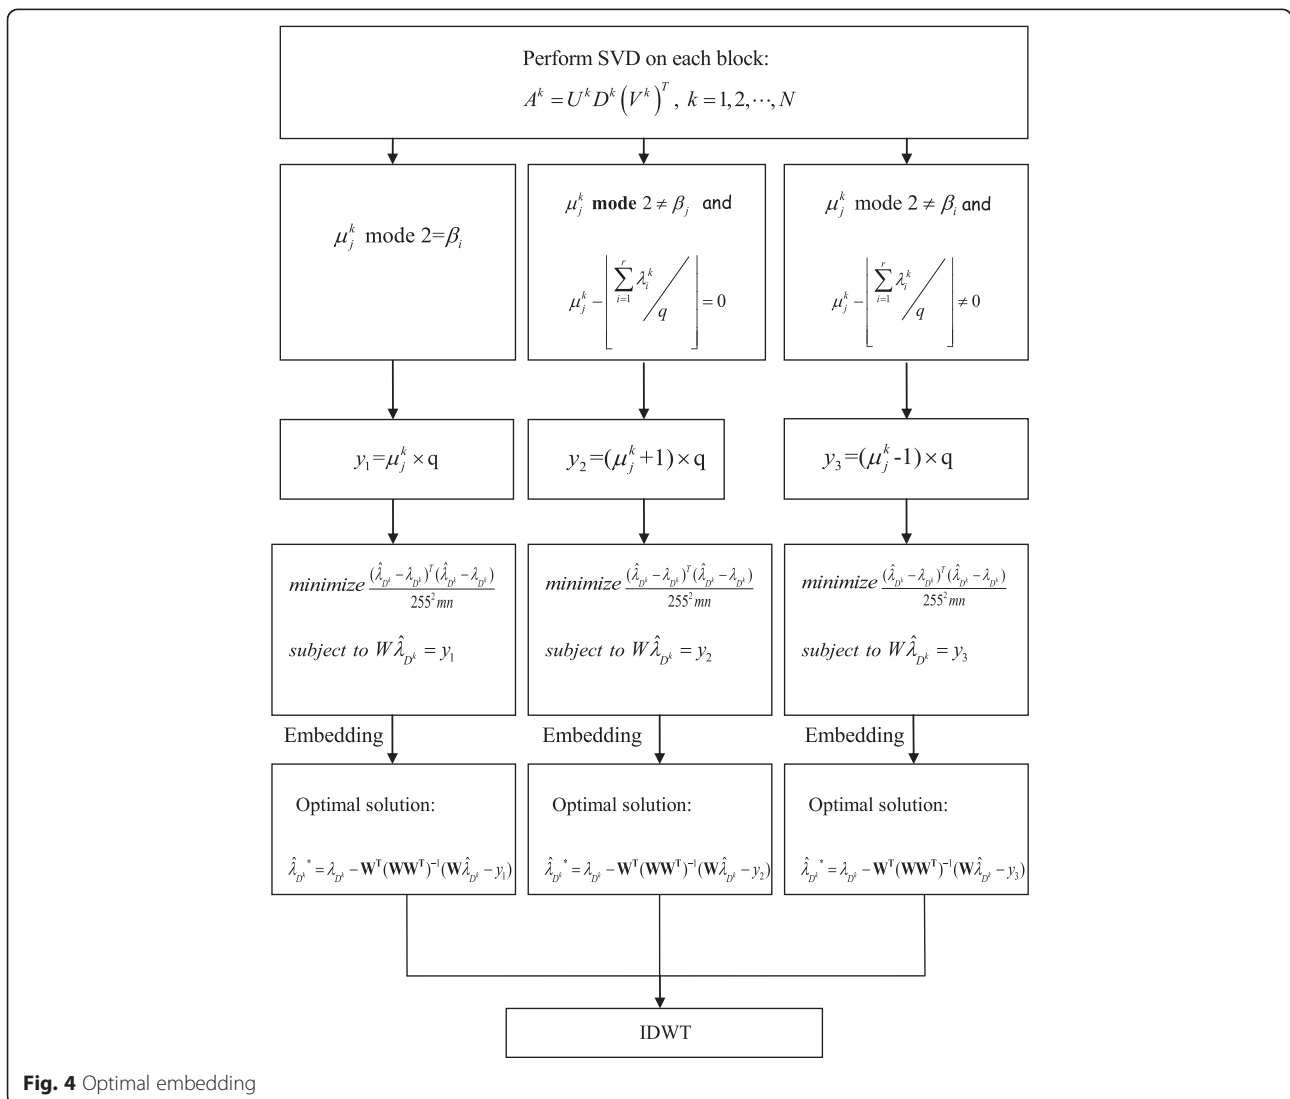 Perform SVD on each block:
A^k = U^k D^k (V^k)^T, k = 1,2,⋯,N
μ_j^k mode 2=β_i
μ_j^k mode 2 ≠ β_j and
μ_j^k − ⌊∑_{i=1}^r λ_i^k / q⌋ = 0
μ_j^k mode 2 ≠ β_i and
μ_j^k − ⌊∑_{i=1}^r λ_i^k / q⌋ ≠ 0
y_1=μ_j^k × q
y_2=(μ_j^k+1) × q
y_3=(μ_j^k-1) × q
minimize (λ̂_{D^k} − λ_{D^k})^T(λ̂_{D^k} − λ_{D^k}) / 255^2 mn
subject to Wλ̂_{D^k} = y_1
minimize (λ̂_{D^k} − λ_{D^k})^T(λ̂_{D^k} − λ_{D^k}) / 255^2 mn
subject to Wλ̂_{D^k} = y_2
minimize (λ̂_{D^k} − λ_{D^k})^T(λ̂_{D^k} − λ_{D^k}) / 255^2 mn
subject to Wλ̂_{D^k} = y_3
Embedding
Embedding
Embedding
Optimal solution:
λ̂_{D^k}^* = λ_{D^k} − W^T(WW^T)^{−1}(Wλ̂_{D^k} − y_1)
Optimal solution:
λ̂_{D^k}^* = λ_{D^k} − W^T(WW^T)^{−1}(Wλ̂_{D^k} − y_2)
Optimal solution:
λ̂_{D^k}^* = λ_{D^k} − W^T(WW^T)^{−1}(Wλ̂_{D^k} − y_3)
IDWT
Fig. 4 Optimal embedding